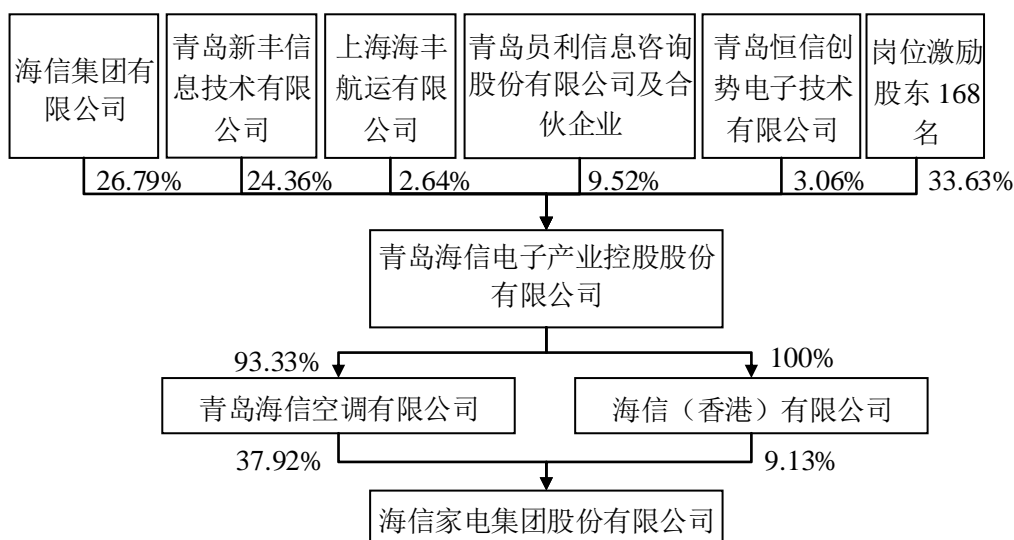 海信集团有
限公司
青岛新丰信
息技术有限
公司
上海海丰
航运有限
公司
青岛员利信息咨询
股份有限公司及合
伙企业
青岛恒信创
势电子技术
有限公司
岗位激励
股东 168
名
26.79%
24.36%
2.64%
9.52%
3.06%
33.63%
青岛海信电子产业控股股份
有限公司
93.33%
100%
青岛海信空调有限公司
海信（香港）有限公司
37.92%
9.13%
海信家电集团股份有限公司